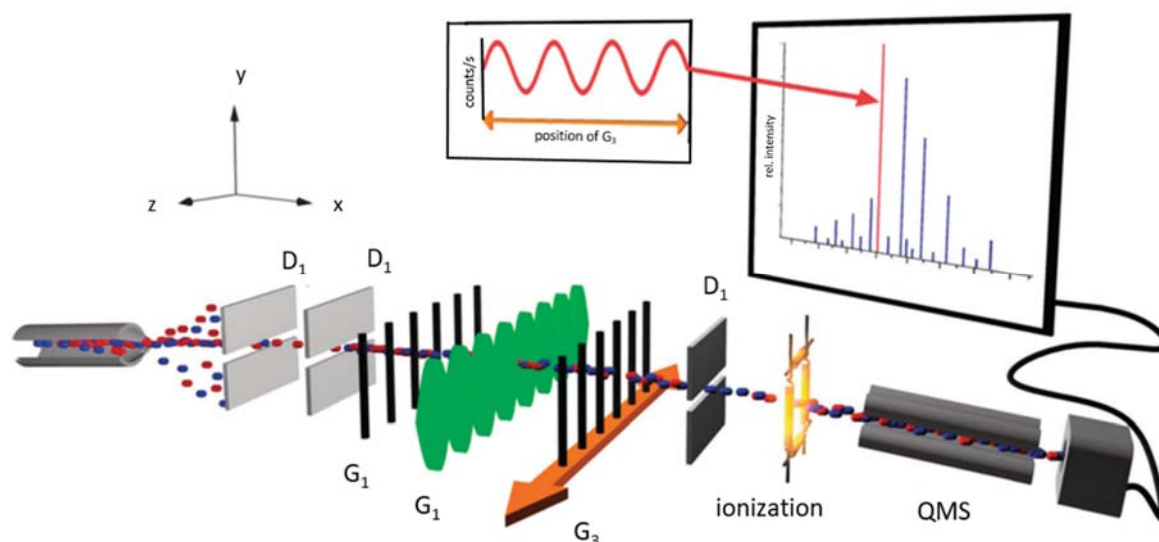 counts/s
position of G₃
rel. intensity
y
z
x
D₁
D₁
D₁
G₁
G₁
G₃
ionization
QMS